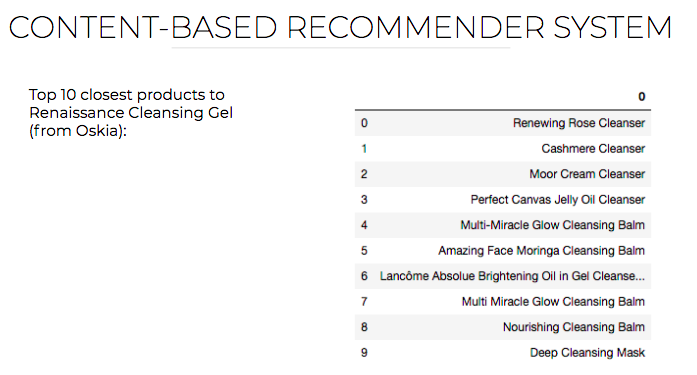 CONTENT-BASED RECOMMENDER SYSTEM
Top 10 closest products to
Renaissance Cleansing Gel
(from Oskia):
0
0 Renewing Rose Cleanser
1 Cashmere Cleanser
2 Moor Cream Cleanser
3 Perfect Canvas Jelly Oil Cleanser
4 Multi-Miracle Glow Cleansing Balm
5 Amazing Face Moringa Cleansing Balm
6 Lancôme Absolue Brightening Oil in Gel Cleanse...
7 Multi Miracle Glow Cleansing Balm
8 Nourishing Cleansing Balm
9 Deep Cleansing Mask